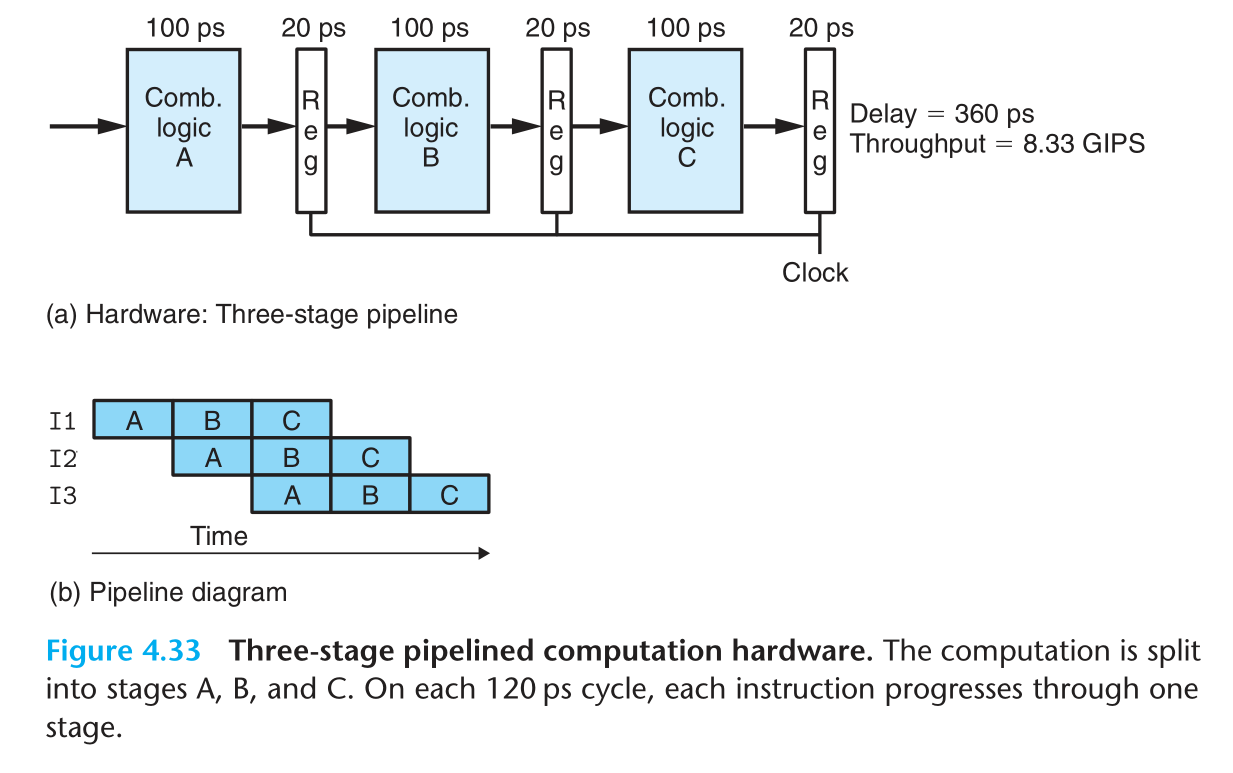 100 ps 20 ps 100 ps 20 ps 100 ps 20 ps
Comb.
logic
A
R
e
g
Comb.
logic
B
R
e
g
Comb.
logic
C
R
e
g
Delay = 360 ps
Throughput = 8.33 GIPS
Clock
(a) Hardware: Three-stage pipeline
I1 A B C
I2 A B C
I3 A B C
Time
(b) Pipeline diagram
Figure 4.33 Three-stage pipelined computation hardware. The computation is split
into stages A, B, and C. On each 120 ps cycle, each instruction progresses through one
stage.